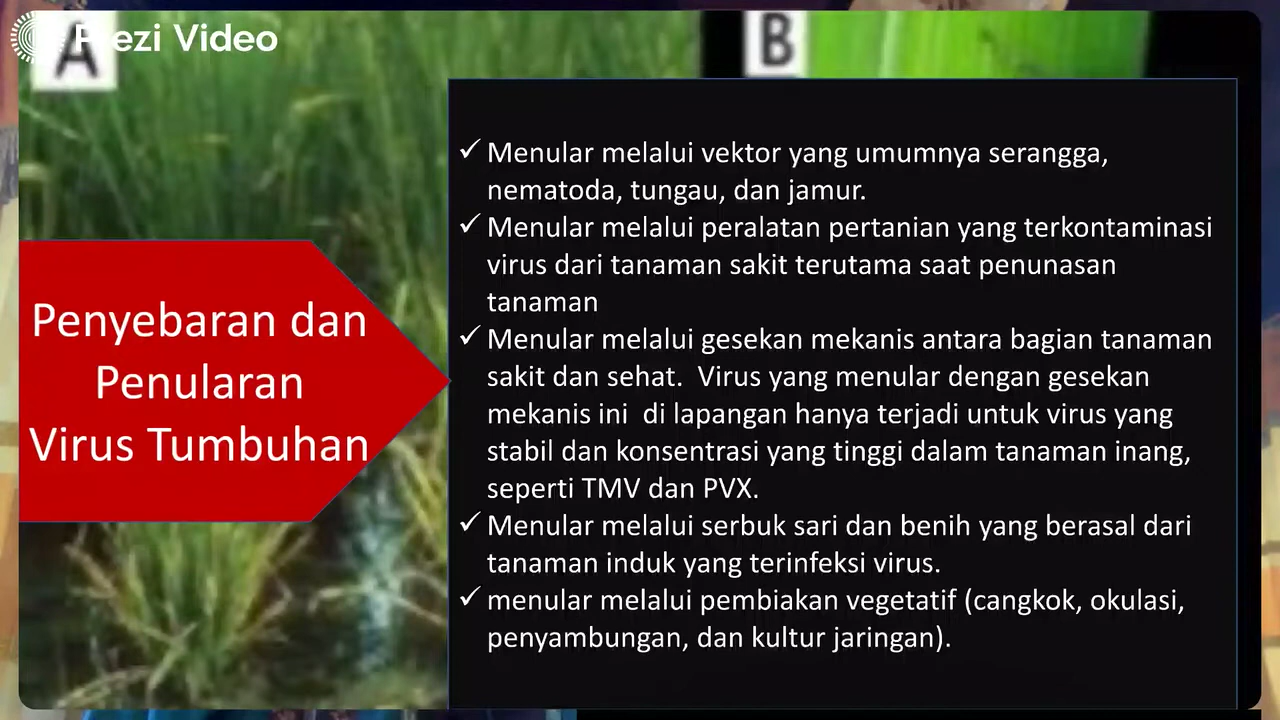 A
Prezi Video
B
Penyebaran dan
Penularan
Virus Tumbuhan
✓ Menular melalui vektor yang umumnya serangga,
nematoda, tungau, dan jamur.
✓ Menular melalui peralatan pertanian yang terkontaminasi
virus dari tanaman sakit terutama saat penunasan
tanaman
✓ Menular melalui gesekan mekanis antara bagian tanaman
sakit dan sehat. Virus yang menular dengan gesekan
mekanis ini di lapangan hanya terjadi untuk virus yang
stabil dan konsentrasi yang tinggi dalam tanaman inang,
seperti TMV dan PVX.
✓ Menular melalui serbuk sari dan benih yang berasal dari
tanaman induk yang terinfeksi virus.
✓ menular melalui pembiakan vegetatif (cangkok, okulasi,
penyambungan, dan kultur jaringan).